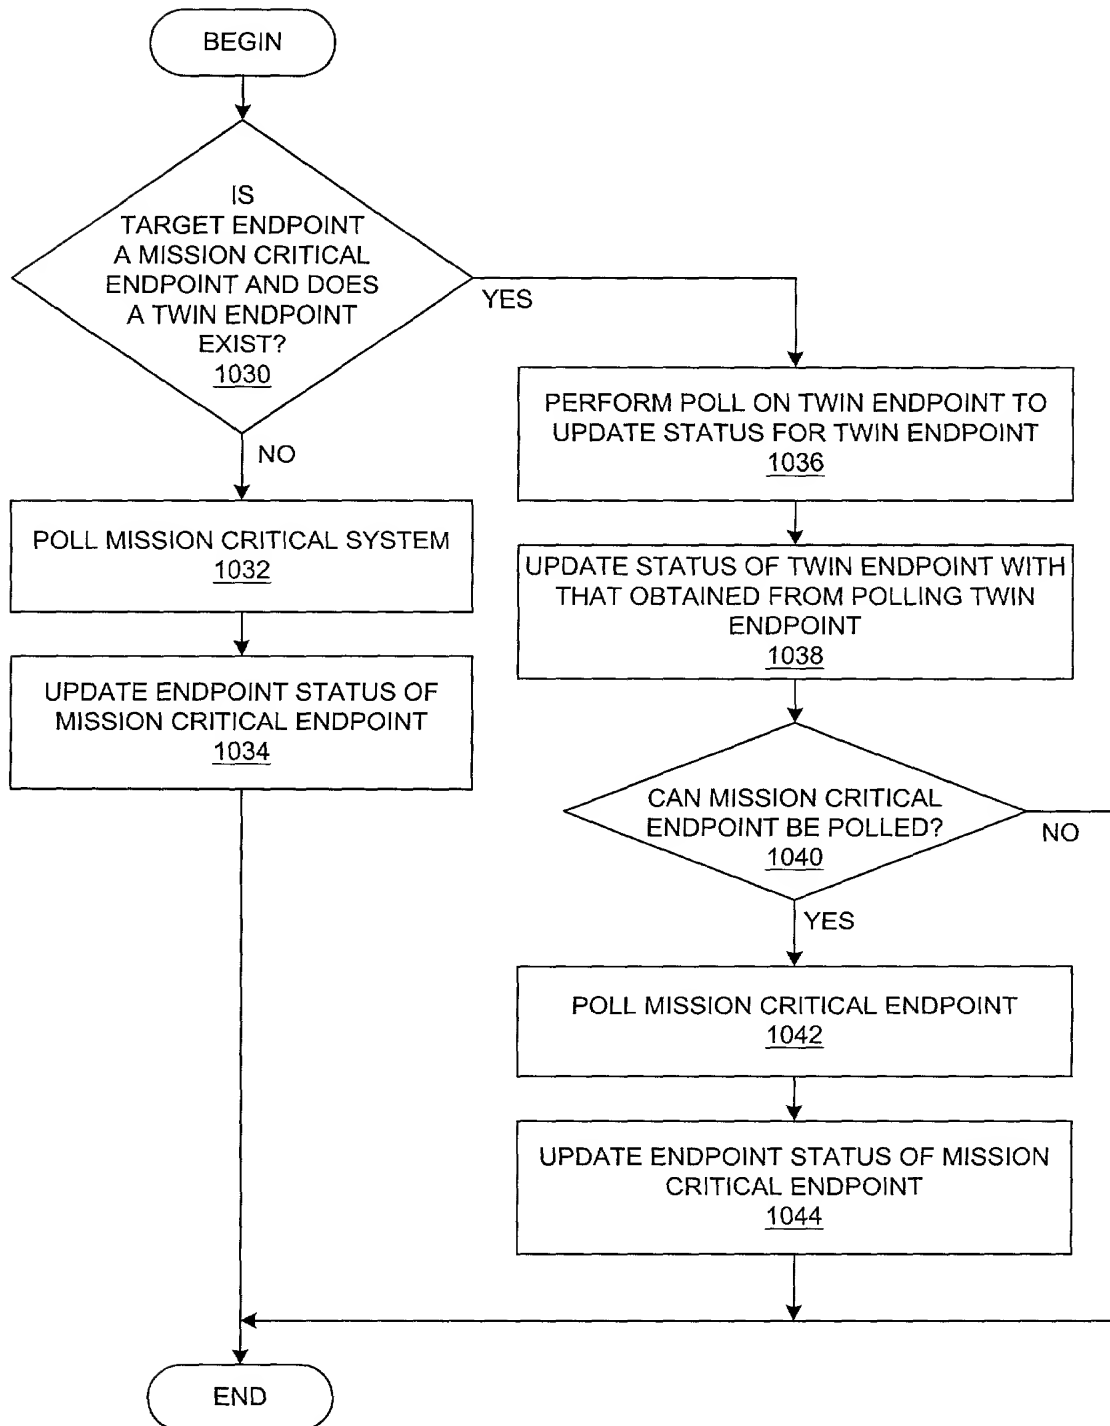 BEGIN
IS
TARGET ENDPOINT
A MISSION CRITICAL
ENDPOINT AND DOES
A TWIN ENDPOINT
EXIST?
1030
YES
NO
POLL MISSION CRITICAL SYSTEM
1032
UPDATE ENDPOINT STATUS OF
MISSION CRITICAL ENDPOINT
1034
PERFORM POLL ON TWIN ENDPOINT TO
UPDATE STATUS FOR TWIN ENDPOINT
1036
UPDATE STATUS OF TWIN ENDPOINT WITH
THAT OBTAINED FROM POLLING TWIN
ENDPOINT
1038
CAN MISSION CRITICAL
ENDPOINT BE POLLED?
1040
NO
YES
POLL MISSION CRITICAL ENDPOINT
1042
UPDATE ENDPOINT STATUS OF MISSION
CRITICAL ENDPOINT
1044
END